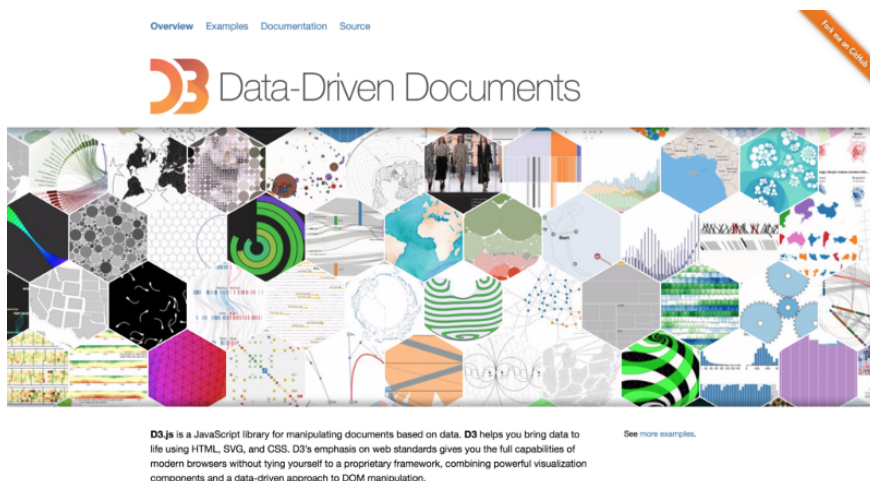 Overview Examples Documentation Source
Fork me on GitHub
D3 Data-Driven Documents
Start
D3.js is a JavaScript library for manipulating documents based on data. D3 helps you bring data to
life using HTML, SVG, and CSS. D3's emphasis on web standards gives you the full capabilities of
modern browsers without tying yourself to a proprietary framework, combining powerful visualization
components and a data-driven approach to DOM manipulation.
See more examples.